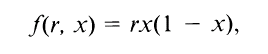 f(r, x) = rx(1 − x),